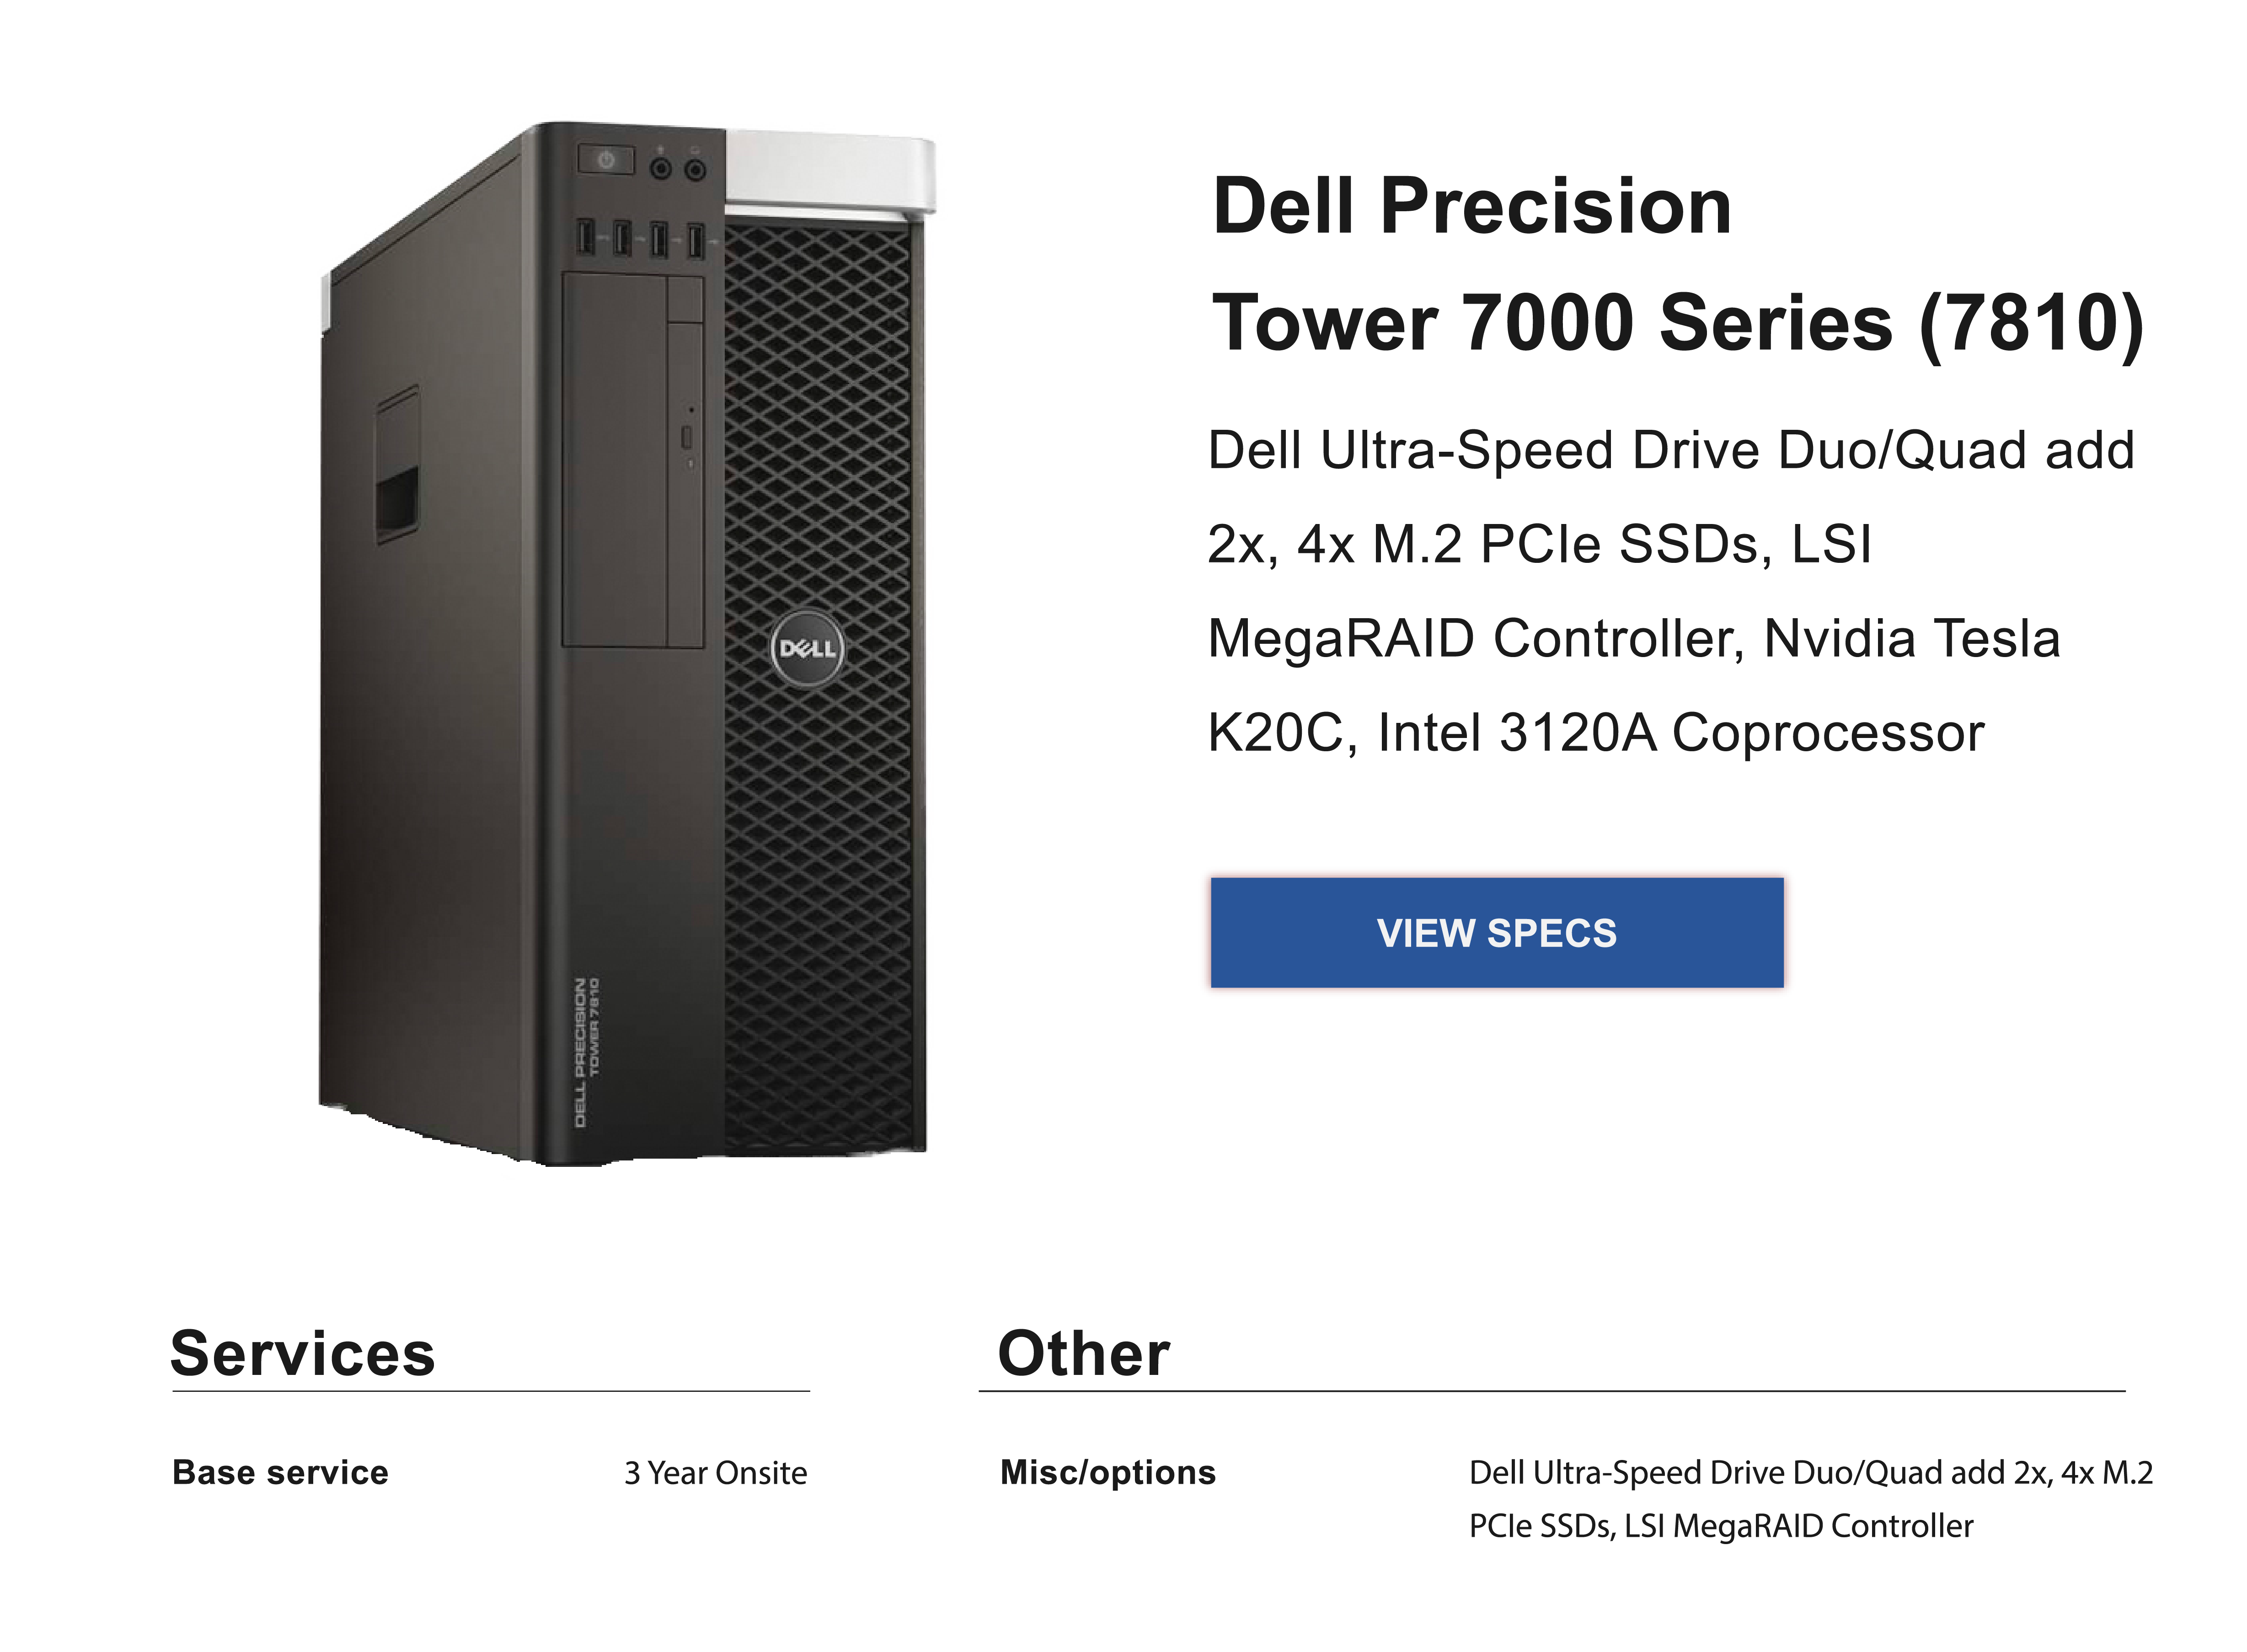 Dell Precision
Tower 7000 Series (7810)
Dell Ultra-Speed Drive Duo/Quad add
2x, 4x M.2 PCIe SSDs, LSI
MegaRAID Controller, Nvidia Tesla
K20C, Intel 3120A Coprocessor
VIEW SPECS
DELL
DELL PRECISION
TOWER 7810
Services
Base service 3 Year Onsite
Other
Misc/options Dell Ultra-Speed Drive Duo/Quad add 2x, 4x M.2
PCIe SSDs, LSI MegaRAID Controller